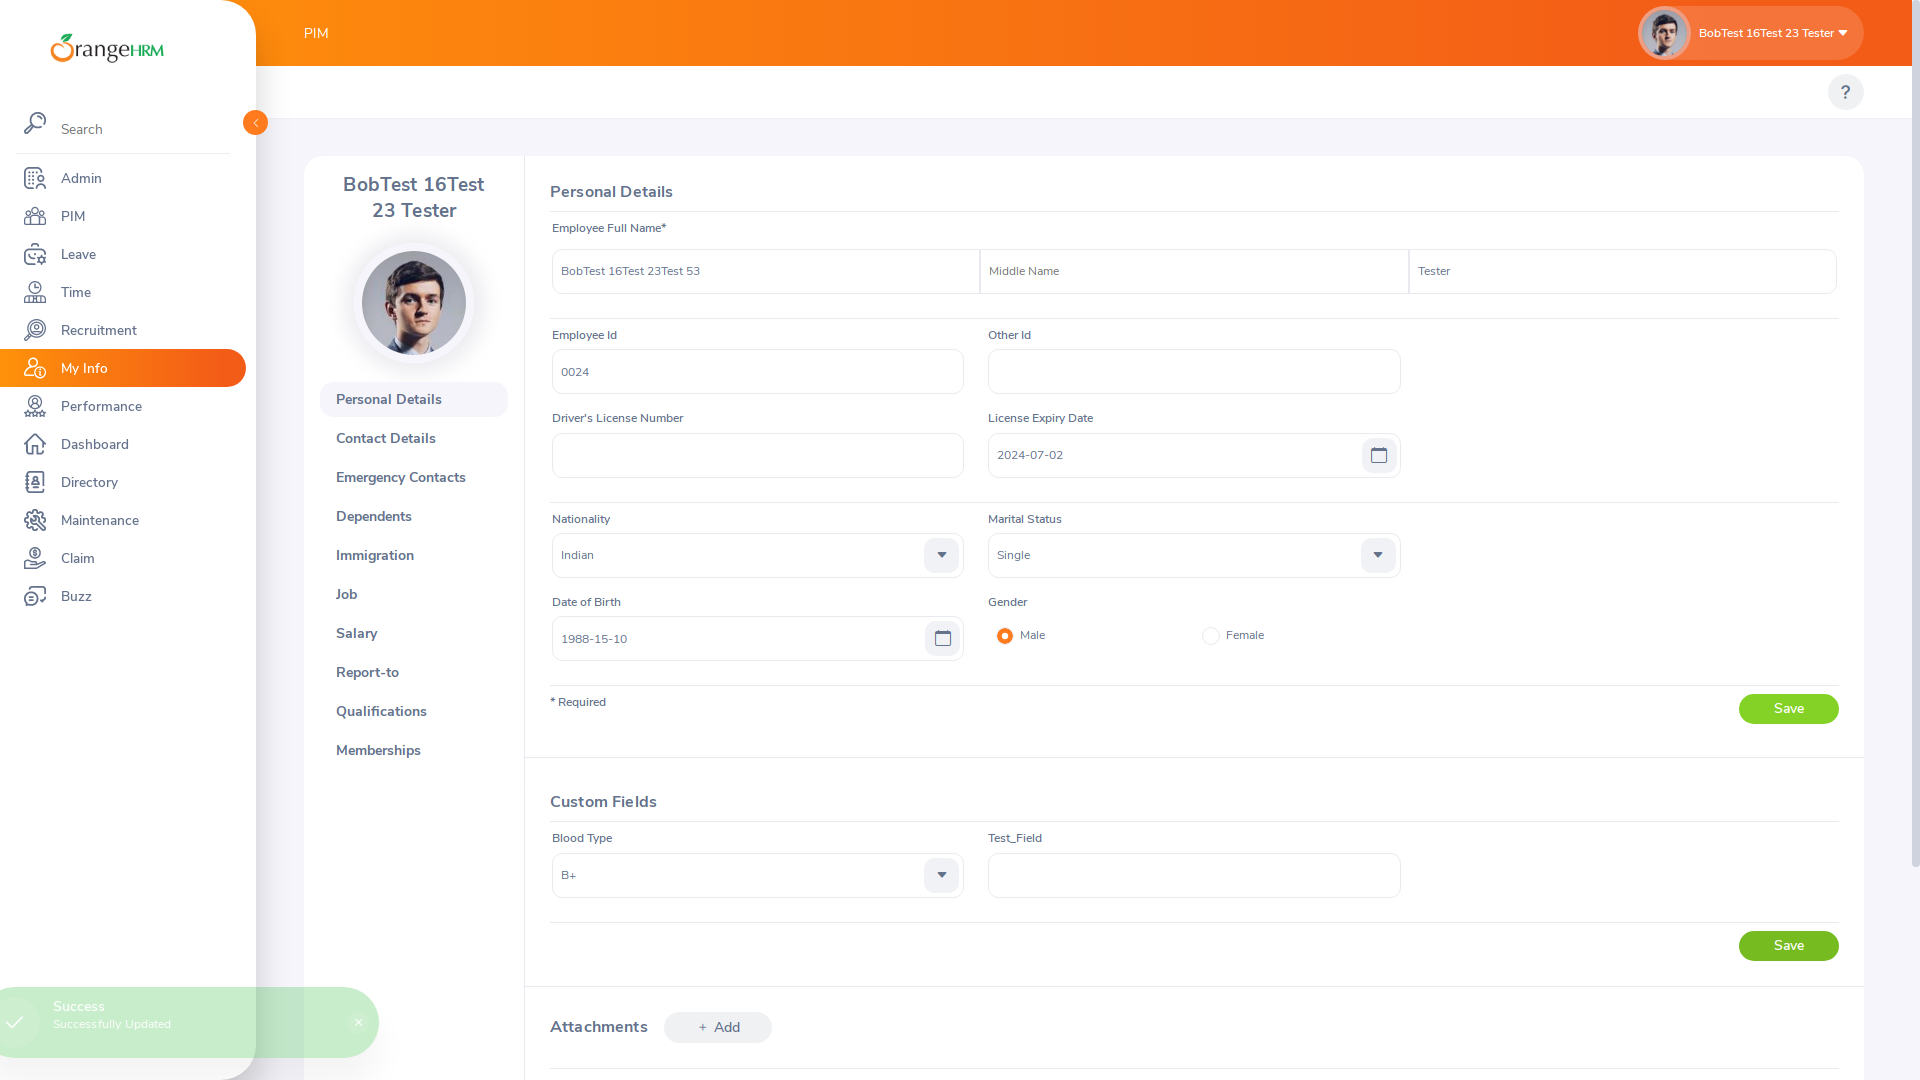 OrangeHRM
Search
Admin
PIM
Leave
Time
Recruitment
My Info
Performance
Dashboard
Directory
Maintenance
Claim
Buzz
PIM
BobTest 16Test 23 Tester
?
BobTest 16Test
23 Tester
Personal Details
Contact Details
Emergency Contacts
Dependents
Immigration
Job
Salary
Report-to
Qualifications
Memberships
Personal Details
Employee Full Name*
BobTest 16Test 23Test 53 Middle Name Tester
Employee Id Other Id
0024
Driver's License Number License Expiry Date
2024-07-02
Nationality Marital Status
Indian Single
Date of Birth Gender
1988-15-10 Male Female
* Required
Save
Custom Fields
Blood Type Test_Field
B+
Save
Attachments + Add
Success
Successfully Updated